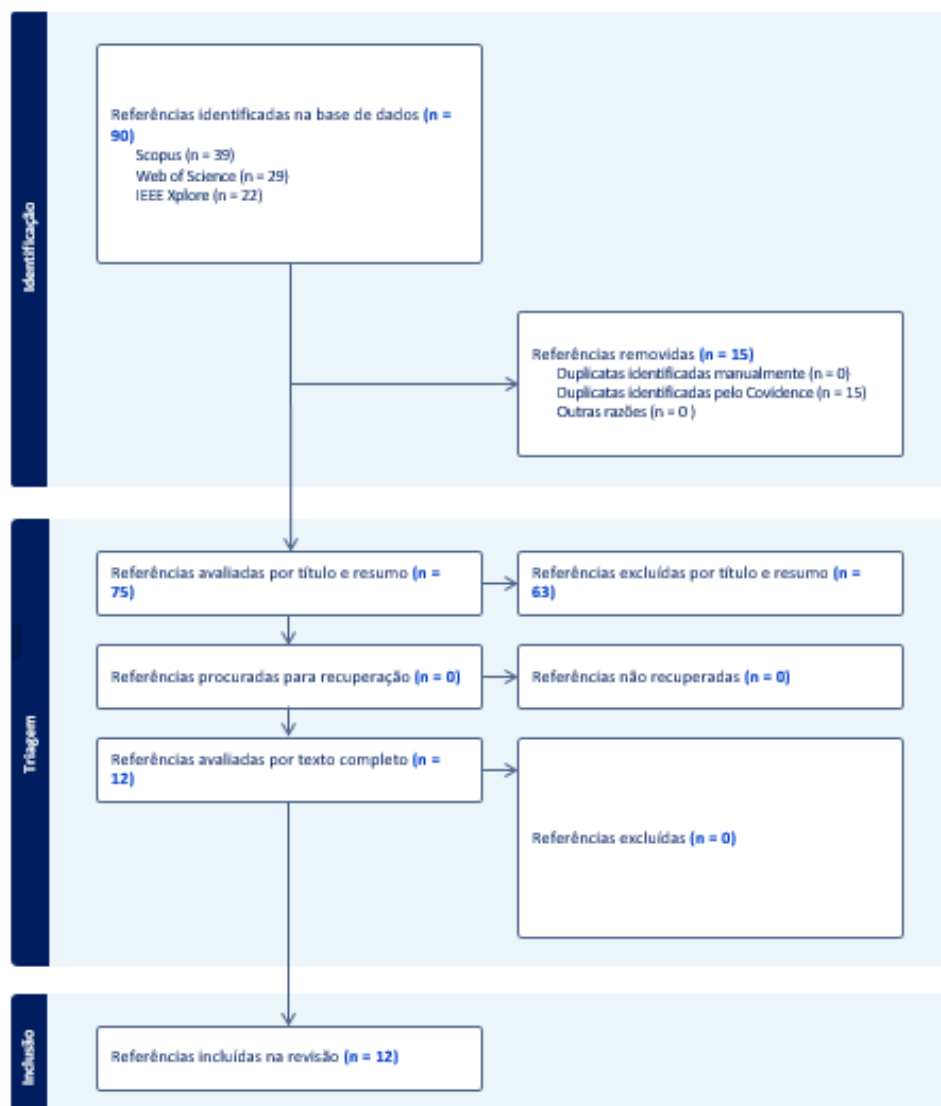 Identificação
Referências identificadas na base de dados (n =
90)
Scopus (n = 39)
Web of Science (n = 29)
IEEE Xplore (n = 22)
Referências removidas (n = 15)
Duplicatas identificadas manualmente (n = 0)
Duplicatas identificadas pelo Covidence (n = 15)
Outras razões (n = 0 )
Triagem
Referências avaliadas por título e resumo (n =
75)
Referências excluídas por título e resumo (n =
63)
Referências procuradas para recuperação (n = 0)
Referências não recuperadas (n = 0)
Referências avaliadas por texto completo (n =
12)
Referências excluídas (n = 0)
Inclusão
Referências incluídas na revisão (n = 12)